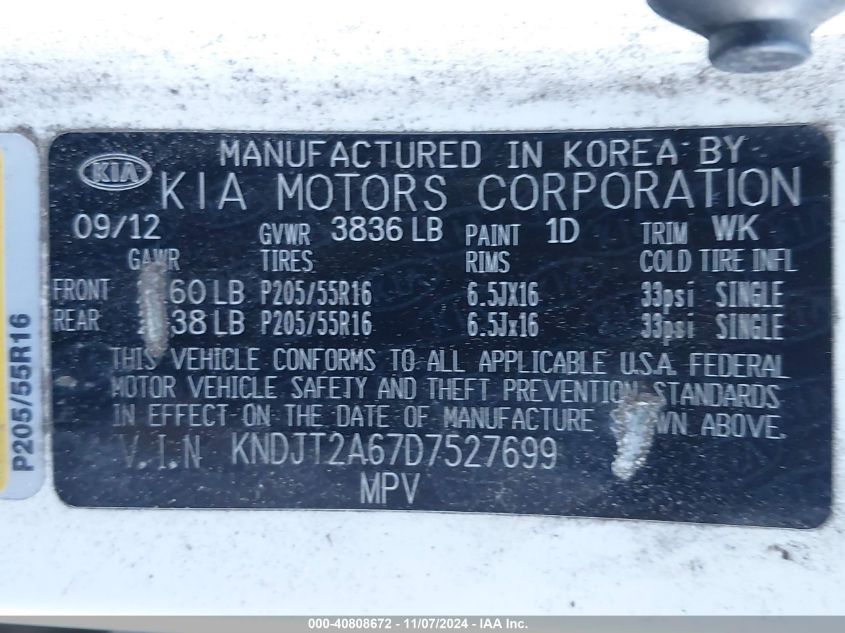 MANUFACTURED IN KOREA BY
KIA
KIA MOTORS CORPORATION
09/12 GVWR 3836 LB PAINT 1D TRIM WK
TIRES RIMS COLD TIRE INFL
FRONT LB P205/55R16 6.5JX16 33psi SINGLE
REAR LB P205/55R16 6.5Jx16 33psi SINGLE
THIS VEHICLE CONFORMS TO ALL APPLICABLE U.S.A. FEDERAL
MOTOR VEHICLE SAFETY AND THEFT PREVENTION STANDARDS
IN EFFECT ON THE DATE OF MANUFACTURE ABOVE.
V.I.N KNDJT2A67D7527699
MPV
P205/55R16
000-40808672 - 11/07/2024 - IAA Inc.